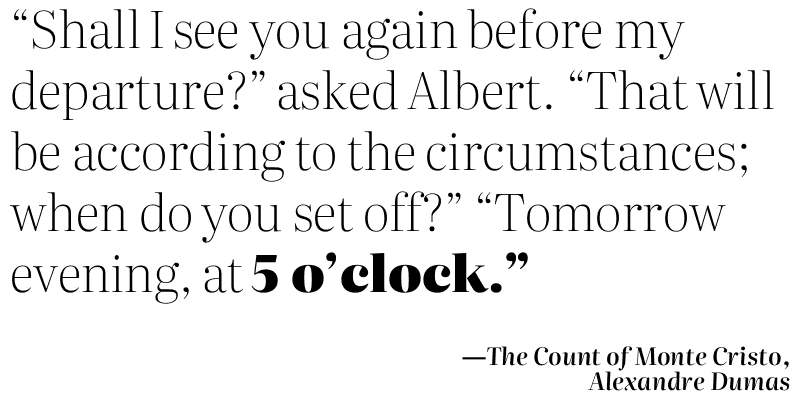 “Shall I see you again before my
departure?” asked Albert. “That will
be according to the circumstances;
when do you set off?” “Tomorrow
evening, at 5 o’clock.”
—The Count of Monte Cristo,
Alexandre Dumas